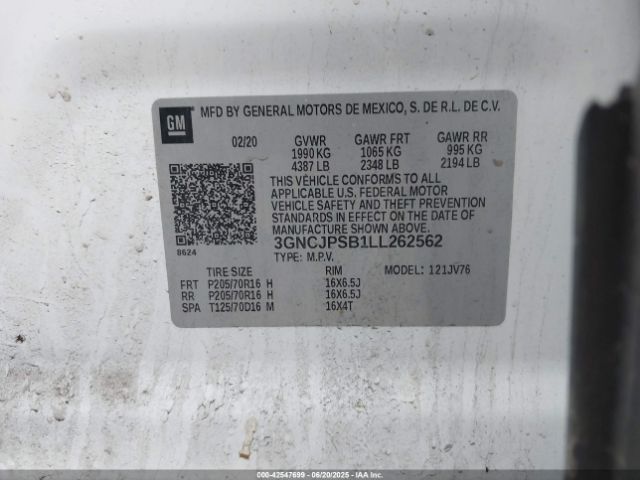 GM MFD BY GENERAL MOTORS DE MEXICO, S. DE R.L. DE C.V.
02/20 GVWR GAWR FRT GAWR RR
1990 KG 1065 KG 995 KG
4387 LB 2348 LB 2194 LB
THIS VEHICLE CONFORMS TO ALL
APPLICABLE U.S. FEDERAL MOTOR
VEHICLE SAFETY AND THEFT PREVENTION
STANDARDS IN EFFECT ON THE DATE OF
MANUFACTURE SHOWN ABOVE.
8624
3GNCJPSB1LL262562
TYPE: M.P.V.
TIRE SIZE RIM MODEL: 121JV76
FRT P205/70R16 H 16X6.5J
RR P205/70R16 H 16X6.5J
SPA T125/70D16 M 16X4T
000-42547699 - 06/20/2025 - IAAI.COM